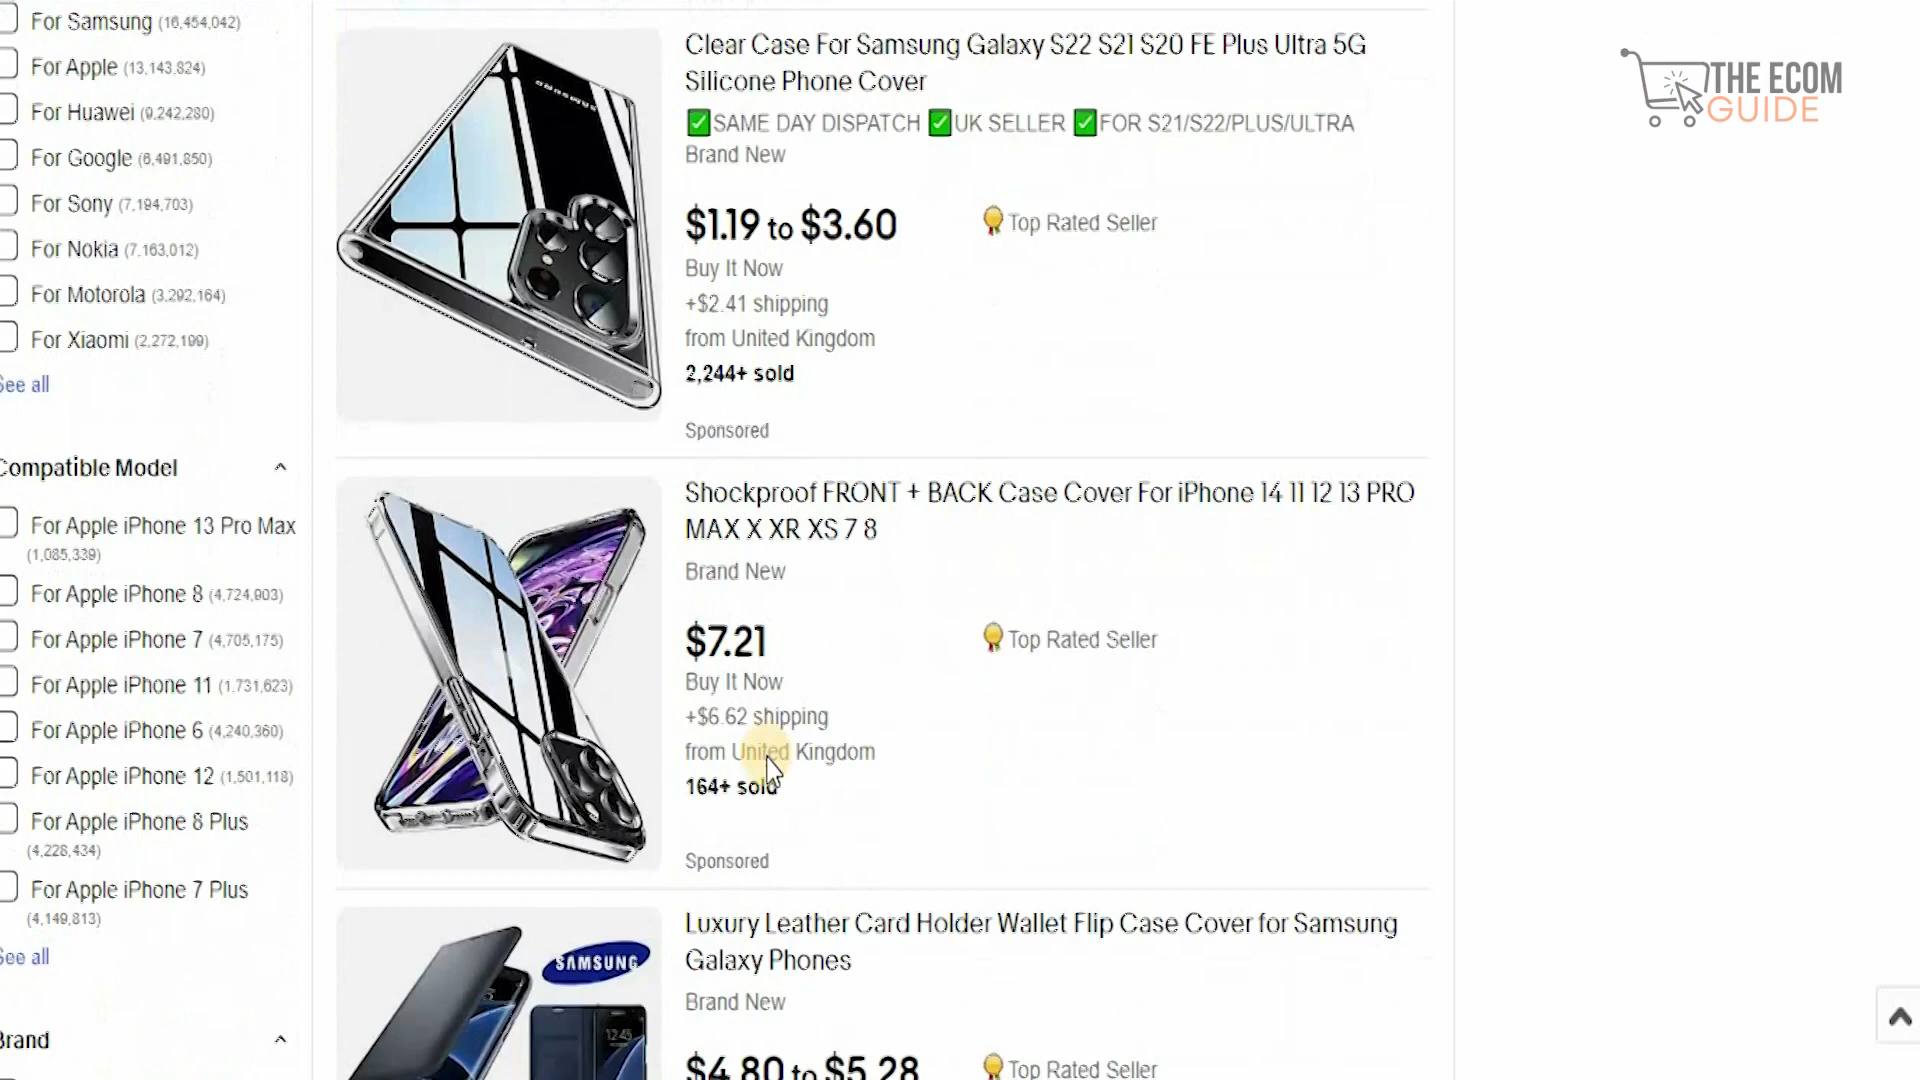 For Samsung (16,454,042)
For Apple (13,143,824)
For Huawei (9,242,280)
For Google (6,491,850)
For Sony (7,194,703)
For Nokia (7,163,012)
For Motorola (3,292,164)
For Xiaomi (2,272,199)
See all
Compatible Model
For Apple iPhone 13 Pro Max
(1,085,339)
For Apple iPhone 8 (4,724,903)
For Apple iPhone 7 (4,705,175)
For Apple iPhone 11 (1,731,623)
For Apple iPhone 6 (4,240,360)
For Apple iPhone 12 (1,501,118)
For Apple iPhone 8 Plus
(4,228,434)
For Apple iPhone 7 Plus
(4,149,813)
See all
Brand
SAMSUNG
Clear Case For Samsung Galaxy S22 S21 S20 FE Plus Ultra 5G
Silicone Phone Cover
✅SAME DAY DISPATCH ✅UK SELLER ✅FOR S21/S22/PLUS/ULTRA
Brand New
$1.19 to $3.60
Top Rated Seller
Buy It Now
+$2.41 shipping
from United Kingdom
2,244+ sold
Sponsored
Shockproof FRONT + BACK Case Cover For iPhone 14 11 12 13 PRO
MAX X XR XS 7 8
Brand New
$7.21
Top Rated Seller
Buy It Now
+$6.62 shipping
from United Kingdom
164+ sold
Sponsored
SAMSUNG
12:45
Luxury Leather Card Holder Wallet Flip Case Cover for Samsung
Galaxy Phones
Brand New
$4.80 to $5.28
Top Rated Seller
THE ECOM
GUIDE